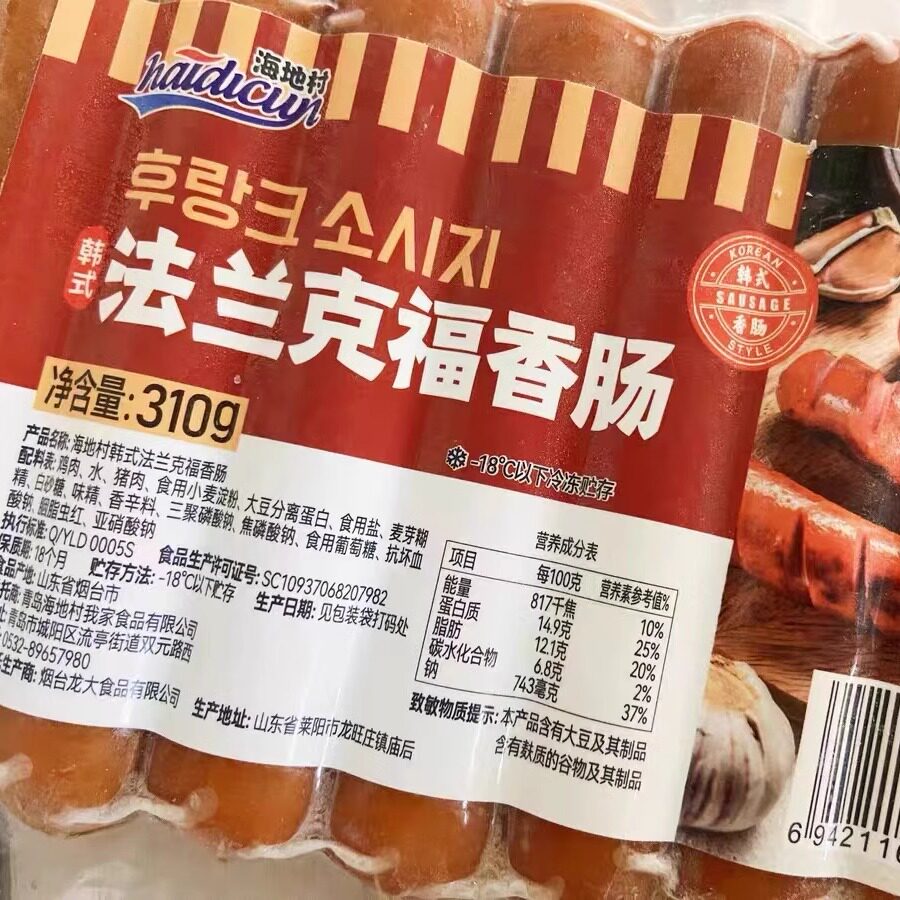 haidicun
海地村
후랑크 소시지
韩式
法兰克福香肠
KOREAN
韩式
SAUSAGE
香肠
STYLE
净含量:310g
-18℃以下冷冻贮存
产品名称:海地村韩式法兰克福香肠
配料表:鸡肉、水、猪肉、食用小麦淀粉、大豆分离蛋白、食用盐、麦芽糊
精、白砂糖、味精、香辛料、三聚磷酸钠、焦磷酸钠、食用葡萄糖、抗坏血
酸钠、胭脂虫红、亚硝酸钠
执行标准:Q/YLD 0005S 食品生产许可证号:SC10937068207982
保质期:18个月 贮存方法:-18℃以下贮存 生产日期:见包装袋打码处
食品产地:山东省烟台市
托商:青岛海地村我家食品有限公司
青岛市城阳区流亭街道双元路西
0532-89657980
生产商:烟台龙大食品有限公司
生产地址:山东省莱阳市龙旺庄镇庙后
营养成分表
项目 每100克 营养素参考值%
能量 817千焦 10%
蛋白质 14.9克 25%
脂肪 12.1克 20%
碳水化合物 6.8克 2%
钠 743毫克 37%
致敏物质提示:本产品含有大豆及其制品
含有麸质的谷物及其制品
6 942116